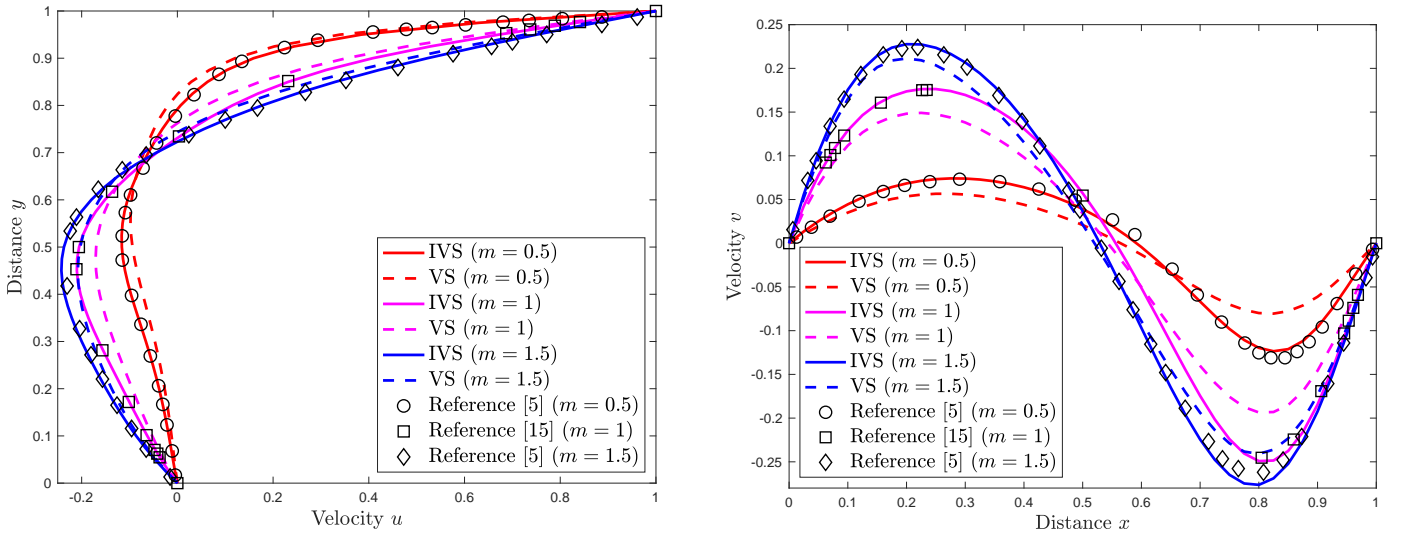 1
0.9
0.8
0.7
0.6
0.5
0.4
0.3
0.2
0.1
0
Distance y
-0.2 0 0.2 0.4 0.6 0.8 1
Velocity u
IVS (m = 0.5)
VS (m = 0.5)
IVS (m = 1)
VS (m = 1)
IVS (m = 1.5)
VS (m = 1.5)
Reference [5] (m = 0.5)
Reference [15] (m = 1)
Reference [5] (m = 1.5)
0.25
0.2
0.15
0.1
0.05
0
-0.05
-0.1
-0.15
-0.2
-0.25
Velocity v
0 0.1 0.2 0.3 0.4 0.5 0.6 0.7 0.8 0.9 1
Distance x
IVS (m = 0.5)
VS (m = 0.5)
IVS (m = 1)
VS (m = 1)
IVS (m = 1.5)
VS (m = 1.5)
Reference [5] (m = 0.5)
Reference [15] (m = 1)
Reference [5] (m = 1.5)